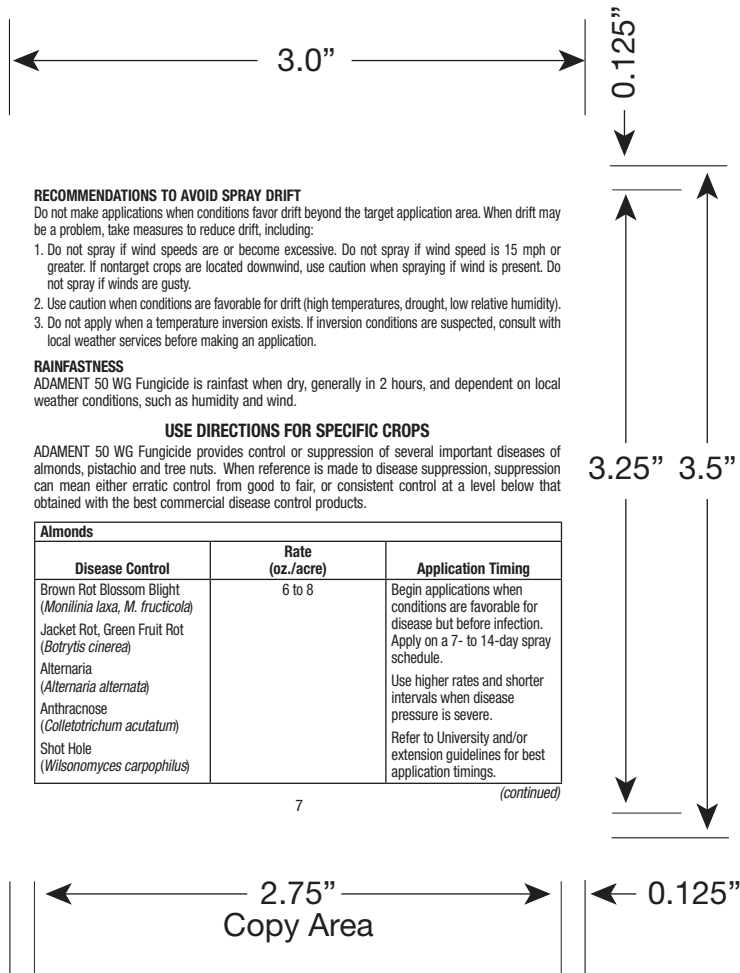 3.0”
0.125”
RECOMMENDATIONS TO AVOID SPRAY DRIFT
Do not make applications when conditions favor drift beyond the target application area. When drift may
be a problem, take measures to reduce drift, including:
1. Do not spray if wind speeds are or become excessive. Do not spray if wind speed is 15 mph or
greater. If nontarget crops are located downwind, use caution when spraying if wind is present. Do
not spray if winds are gusty.
2. Use caution when conditions are favorable for drift (high temperatures, drought, low relative humidity).
3. Do not apply when a temperature inversion exists. If inversion conditions are suspected, consult with
local weather services before making an application.
RAINFASTNESS
ADAMENT 50 WG Fungicide is rainfast when dry, generally in 2 hours, and dependent on local
weather conditions, such as humidity and wind.
USE DIRECTIONS FOR SPECIFIC CROPS
ADAMENT 50 WG Fungicide provides control or suppression of several important diseases of
almonds, pistachio and tree nuts. When reference is made to disease suppression, suppression
can mean either erratic control from good to fair, or consistent control at a level below that
obtained with the best commercial disease control products.
3.25” 3.5”
Almonds
Disease Control
Rate
(oz./acre)
Application Timing
Brown Rot Blossom Blight
(Monilinia laxa, M. fructicola)
Jacket Rot, Green Fruit Rot
(Botrytis cinerea)
Alternaria
(Alternaria alternata)
Anthracnose
(Colletotrichum acutatum)
Shot Hole
(Wilsonomyces carpophilus)
6 to 8
Begin applications when
conditions are favorable for
disease but before infection.
Apply on a 7- to 14-day spray
schedule.
Use higher rates and shorter
intervals when disease
pressure is severe.
Refer to University and/or
extension guidelines for best
application timings.
(continued)
7
2.75”
Copy Area
0.125”